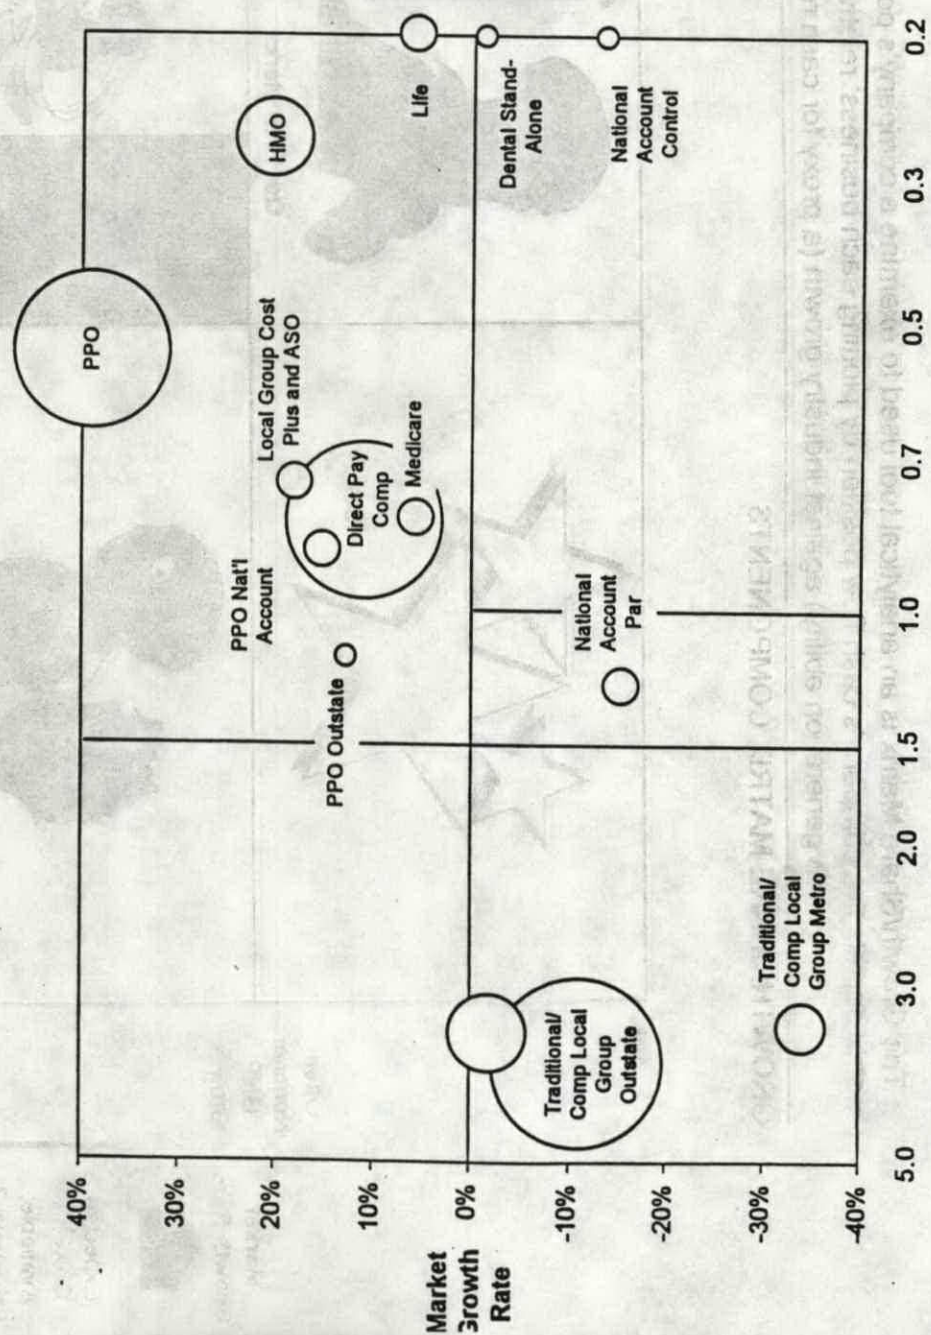 40%
30%
20%
10%
0%
-10%
-20%
-30%
-40%
Market
Growth
Rate
PPO
HMO
Life
Local Group Cost
Plus and ASO
PPO Nat'l
Account
Direct Pay
Comp
Medicare
PPO Outstate
Dental Stand-
Alone
National
Account
Control
National
Account
Par
Traditional/
Comp Local
Group
Outstate
Traditional/
Comp Local
Group Metro
5.0 3.0 2.0 1.5 1.0 0.7 0.5 0.3 0.2